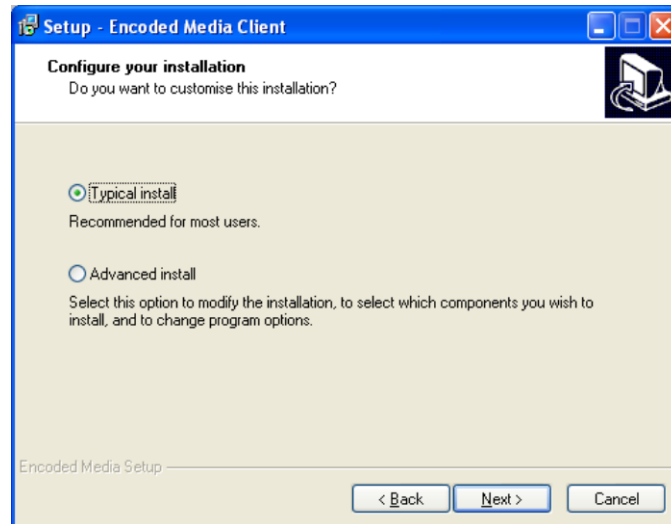 Setup - Encoded Media Client
Configure your installation
Do you want to customise this installation?
Typical install
Recommended for most users.
Advanced install
Select this option to modify the installation, to select which components you wish to
install, and to change program options.
Encoded Media Setup
< Back
Next >
Cancel